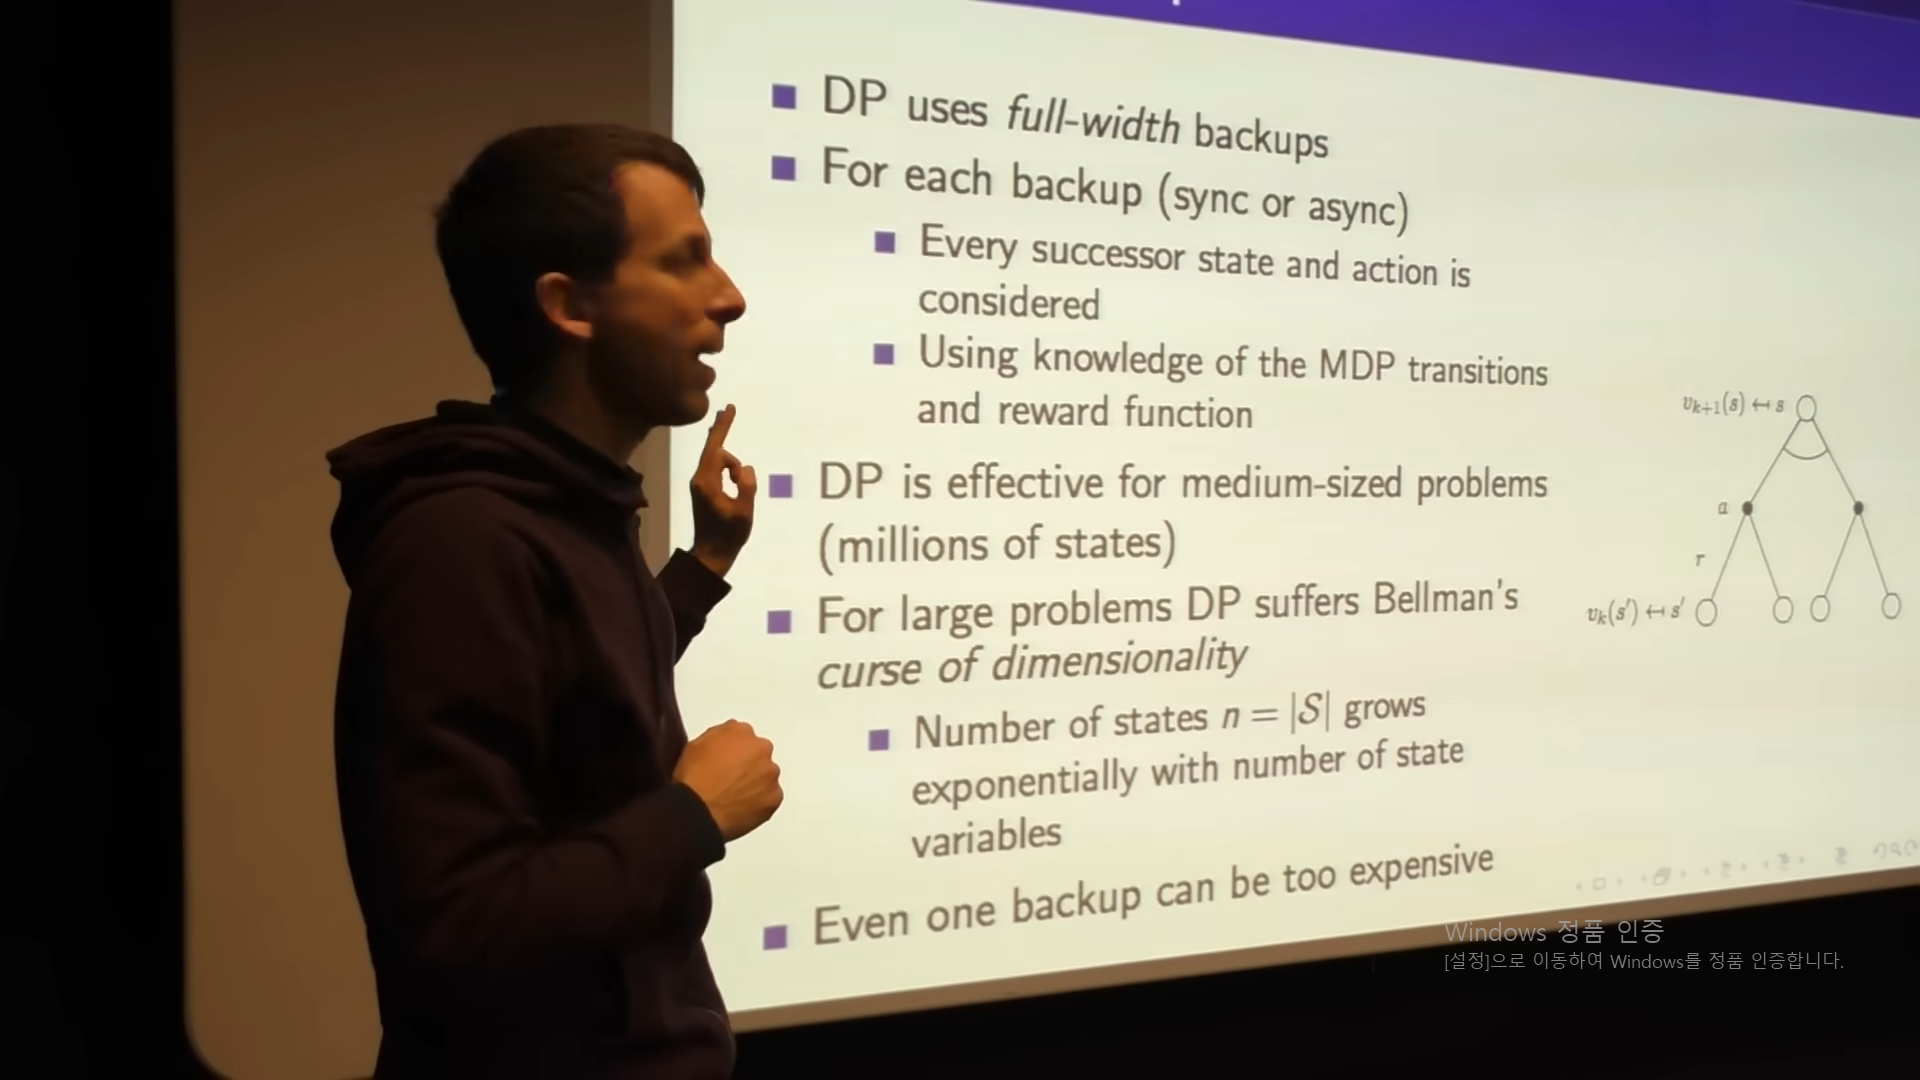 DP uses full-width backups
For each backup (sync or async)
Every successor state and action is
considered
Using knowledge of the MDP transitions
and reward function
DP is effective for medium-sized problems
(millions of states)
For large problems DP suffers Bellman's
curse of dimensionality
Number of states n = |S| grows
exponentially with number of state
variables
Even one backup can be too expensive
v_{k+1}(s) ↤ s
a
r
v_k(s′) ↤ s′
Windows 정품 인증
[설정]으로 이동하여 Windows를 정품 인증합니다.